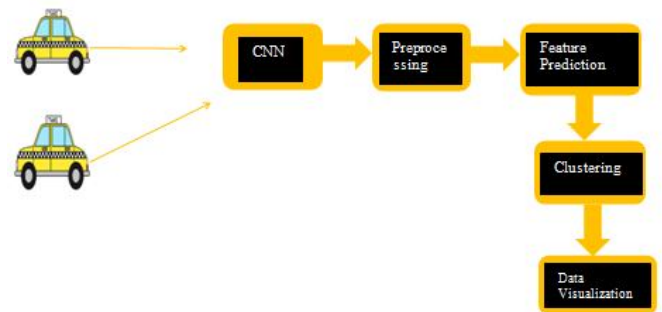 CNN
Preproce
ssing
Feature
Prediction
Clustering
Data
Visualization